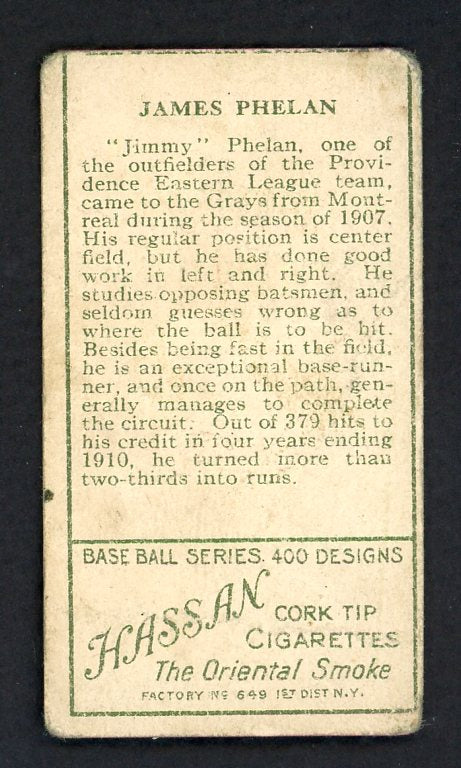 JAMES PHELAN
"Jimmy" Phelan, one of
the outfielders of the Provi-
dence Eastern League team,
came to the Grays from Mont-
real during the season of 1907.
His regular position is center
field, but he has done good
work in left and right. He
studies opposing batsmen, and
seldom guesses wrong as to
where the ball is to be hit.
Besides being fast in the field,
he is an exceptional base-run-
ner, and once on the path, gen-
erally manages to complete
the circuit. Out of 379 hits to
his credit in four years ending
1910, he turned more than
two-thirds into runs.
BASE BALL SERIES. 400 DESIGNS
HASSAN
CORK TIP
CIGARETTES
The Oriental Smoke
FACTORY Nº 649 1ST DIST N.Y.